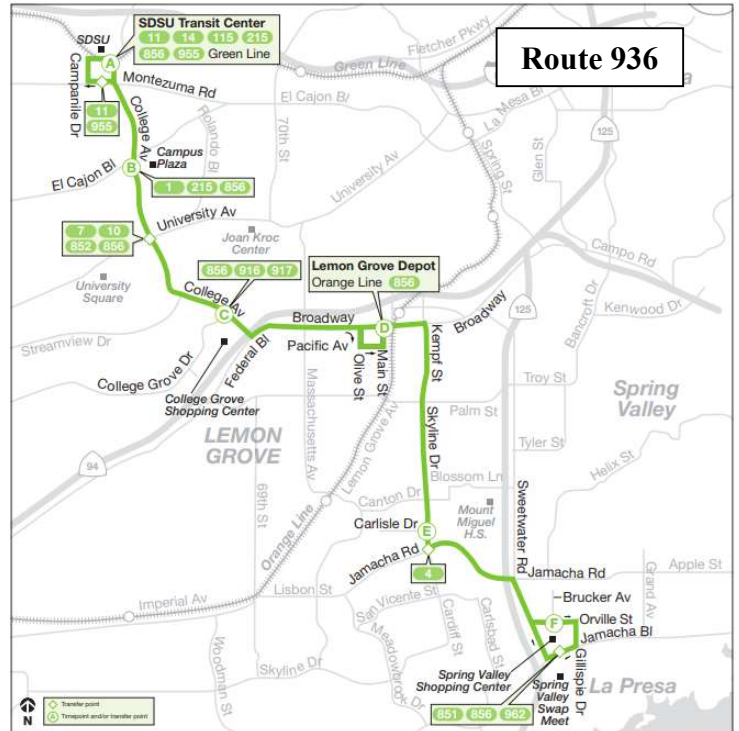 Route 936
SDSU Transit Center
11 14 115 215
856 955 Green Line
SDSU
A
Campanile Dr
Montezuma Rd
11
955
College Av
Rolando Bl
70th St
Green Line
Fletcher Pkwy
El Cajon Bl
La Mesa Bl
Spring St
125
Glen St
Campus
Plaza
B
El Cajon Bl
1 215 856
University Av
University Av
7 10
852 856
Joan Kroc
Center
University
Square
856 916 917
Lemon Grove Depot
Orange Line 856
Campo Rd
College Av
C
Broadway
D
Broadway
125
Bancroft Dr
Kenwood Dr
Streamview Dr
Pacific Av
Federal Bl
Olive St
Main St
Kempf St
College Grove Dr
College Grove
Shopping Center
Massachusetts Av
Lemon Grove Av
Troy St
Palm St
Spring
Valley
LEMON
GROVE
94
Skyline Dr
Tyler St
Blossom Ln
Helix St
69th St
Orange Line
Canton Dr
Mount
Miguel
H.S.
Sweetwater Rd
Carlisle Dr
E
Jamacha Rd
4
Jamacha Rd
Apple St
Imperial Av
Lisbon St
San Vicente St
Brucker Av
Grand Av
F
Orville St
Jamacha Bl
Woodman St
Skyline Dr
Meadowbrook Dr
Cardiff St
Carlsbad St
Spring Valley
Shopping Center
Gillispie Dr
La Presa
851 856 962
Spring
Valley
Swap
Meet
N
Transfer point
A Timepoint and/or transfer point